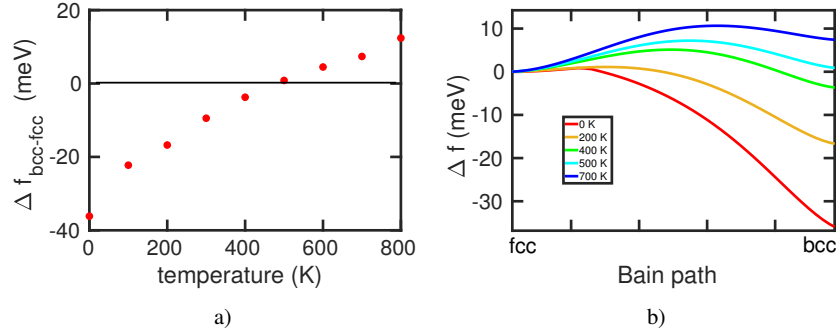 20
0
-20
-40
Δ f_bcc-fcc (meV)
0 200 400 600 800
temperature (K)
a)
10
0
-10
-20
-30
Δ f (meV)
0 K
200 K
400 K
500 K
700 K
fcc bcc
Bain path
b)